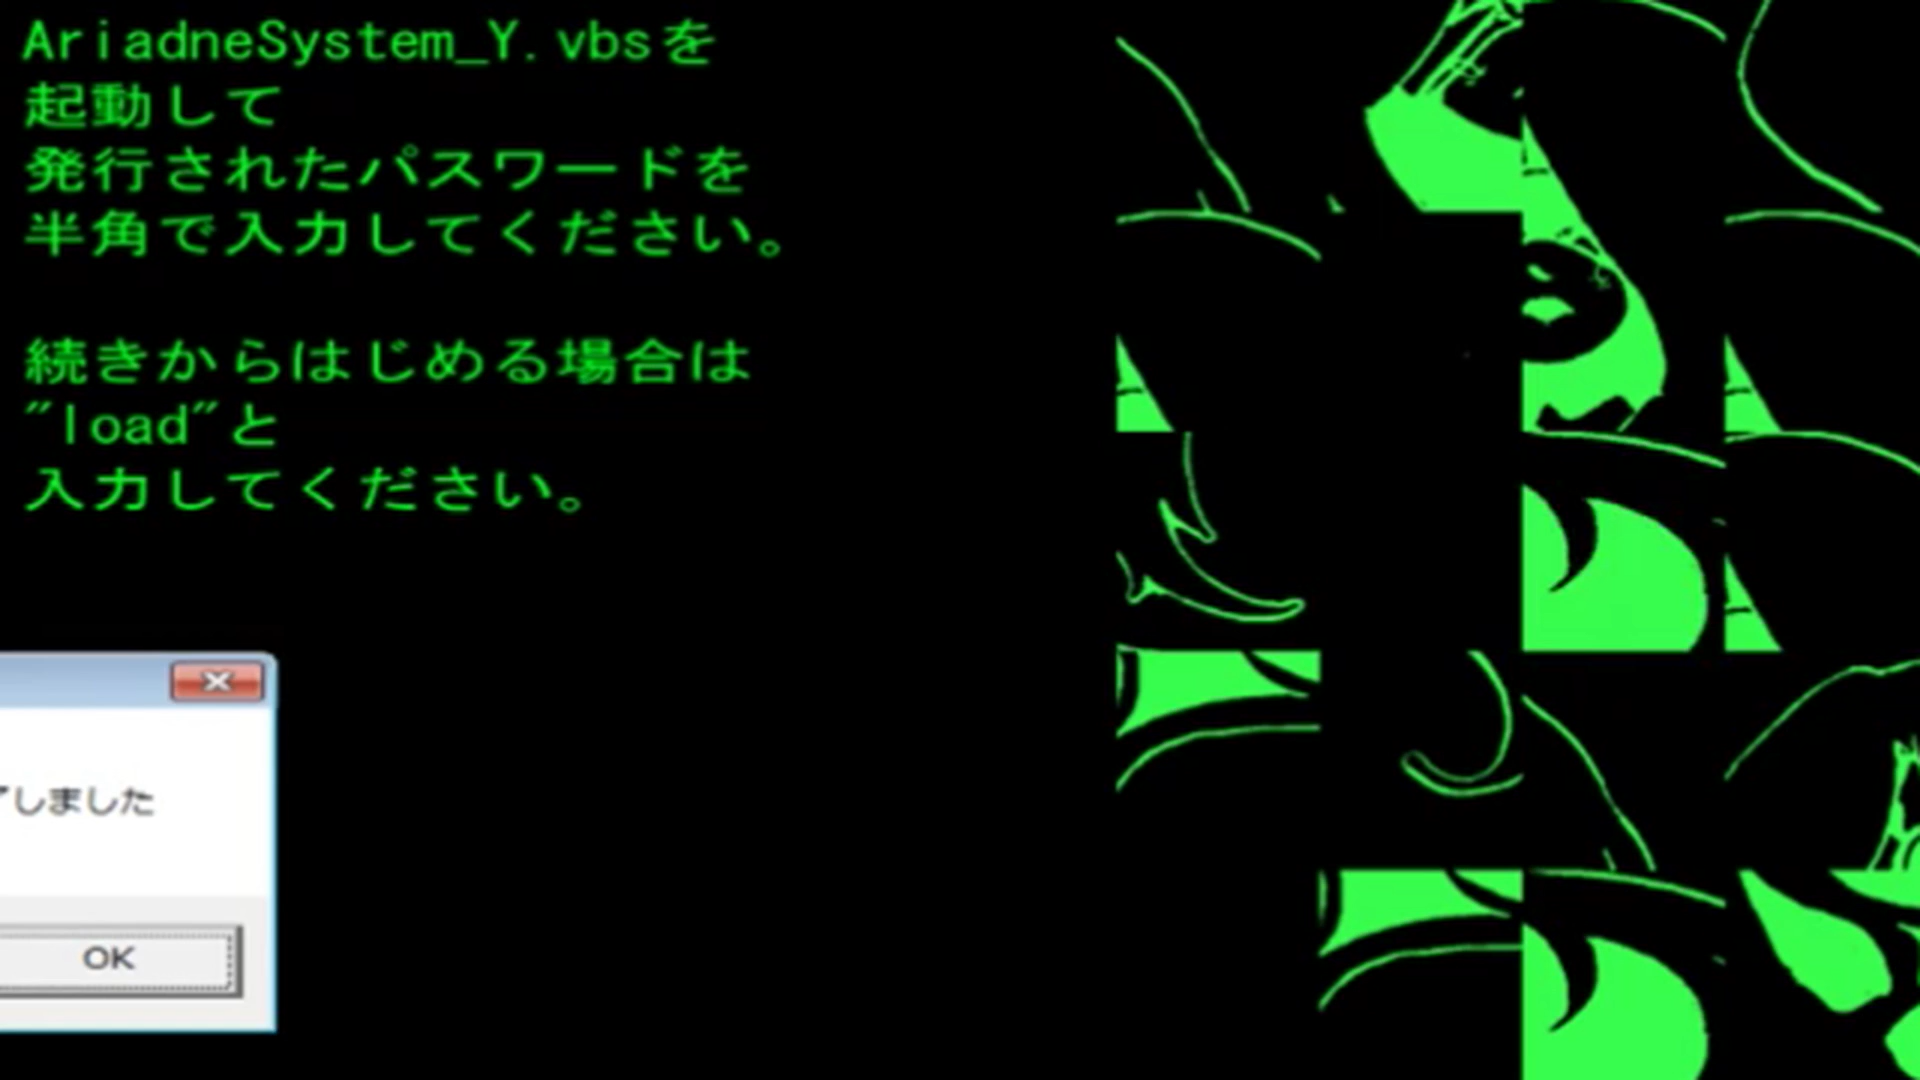 AriadneSystem_Y.vbsを
起動して
発行されたパスワードを
半角で入力してください。
続きからはじめる場合は
"load"と
入力してください。
しました
OK